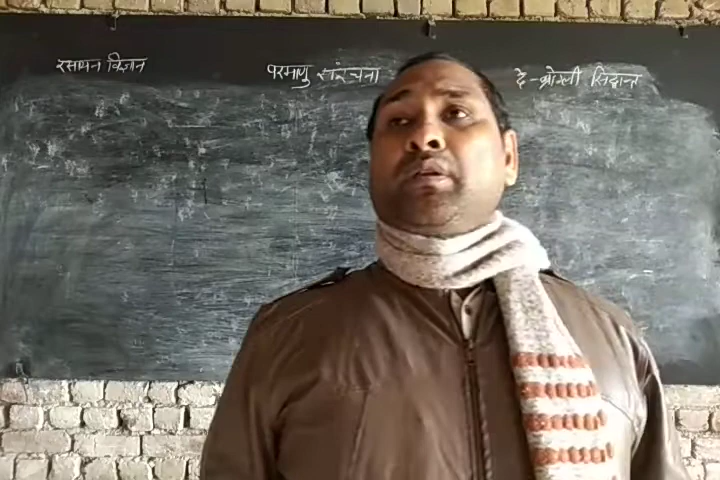 रसायन विज्ञान
परमाणु संरचना
दे-ब्रोग्ली सिद्धान्त